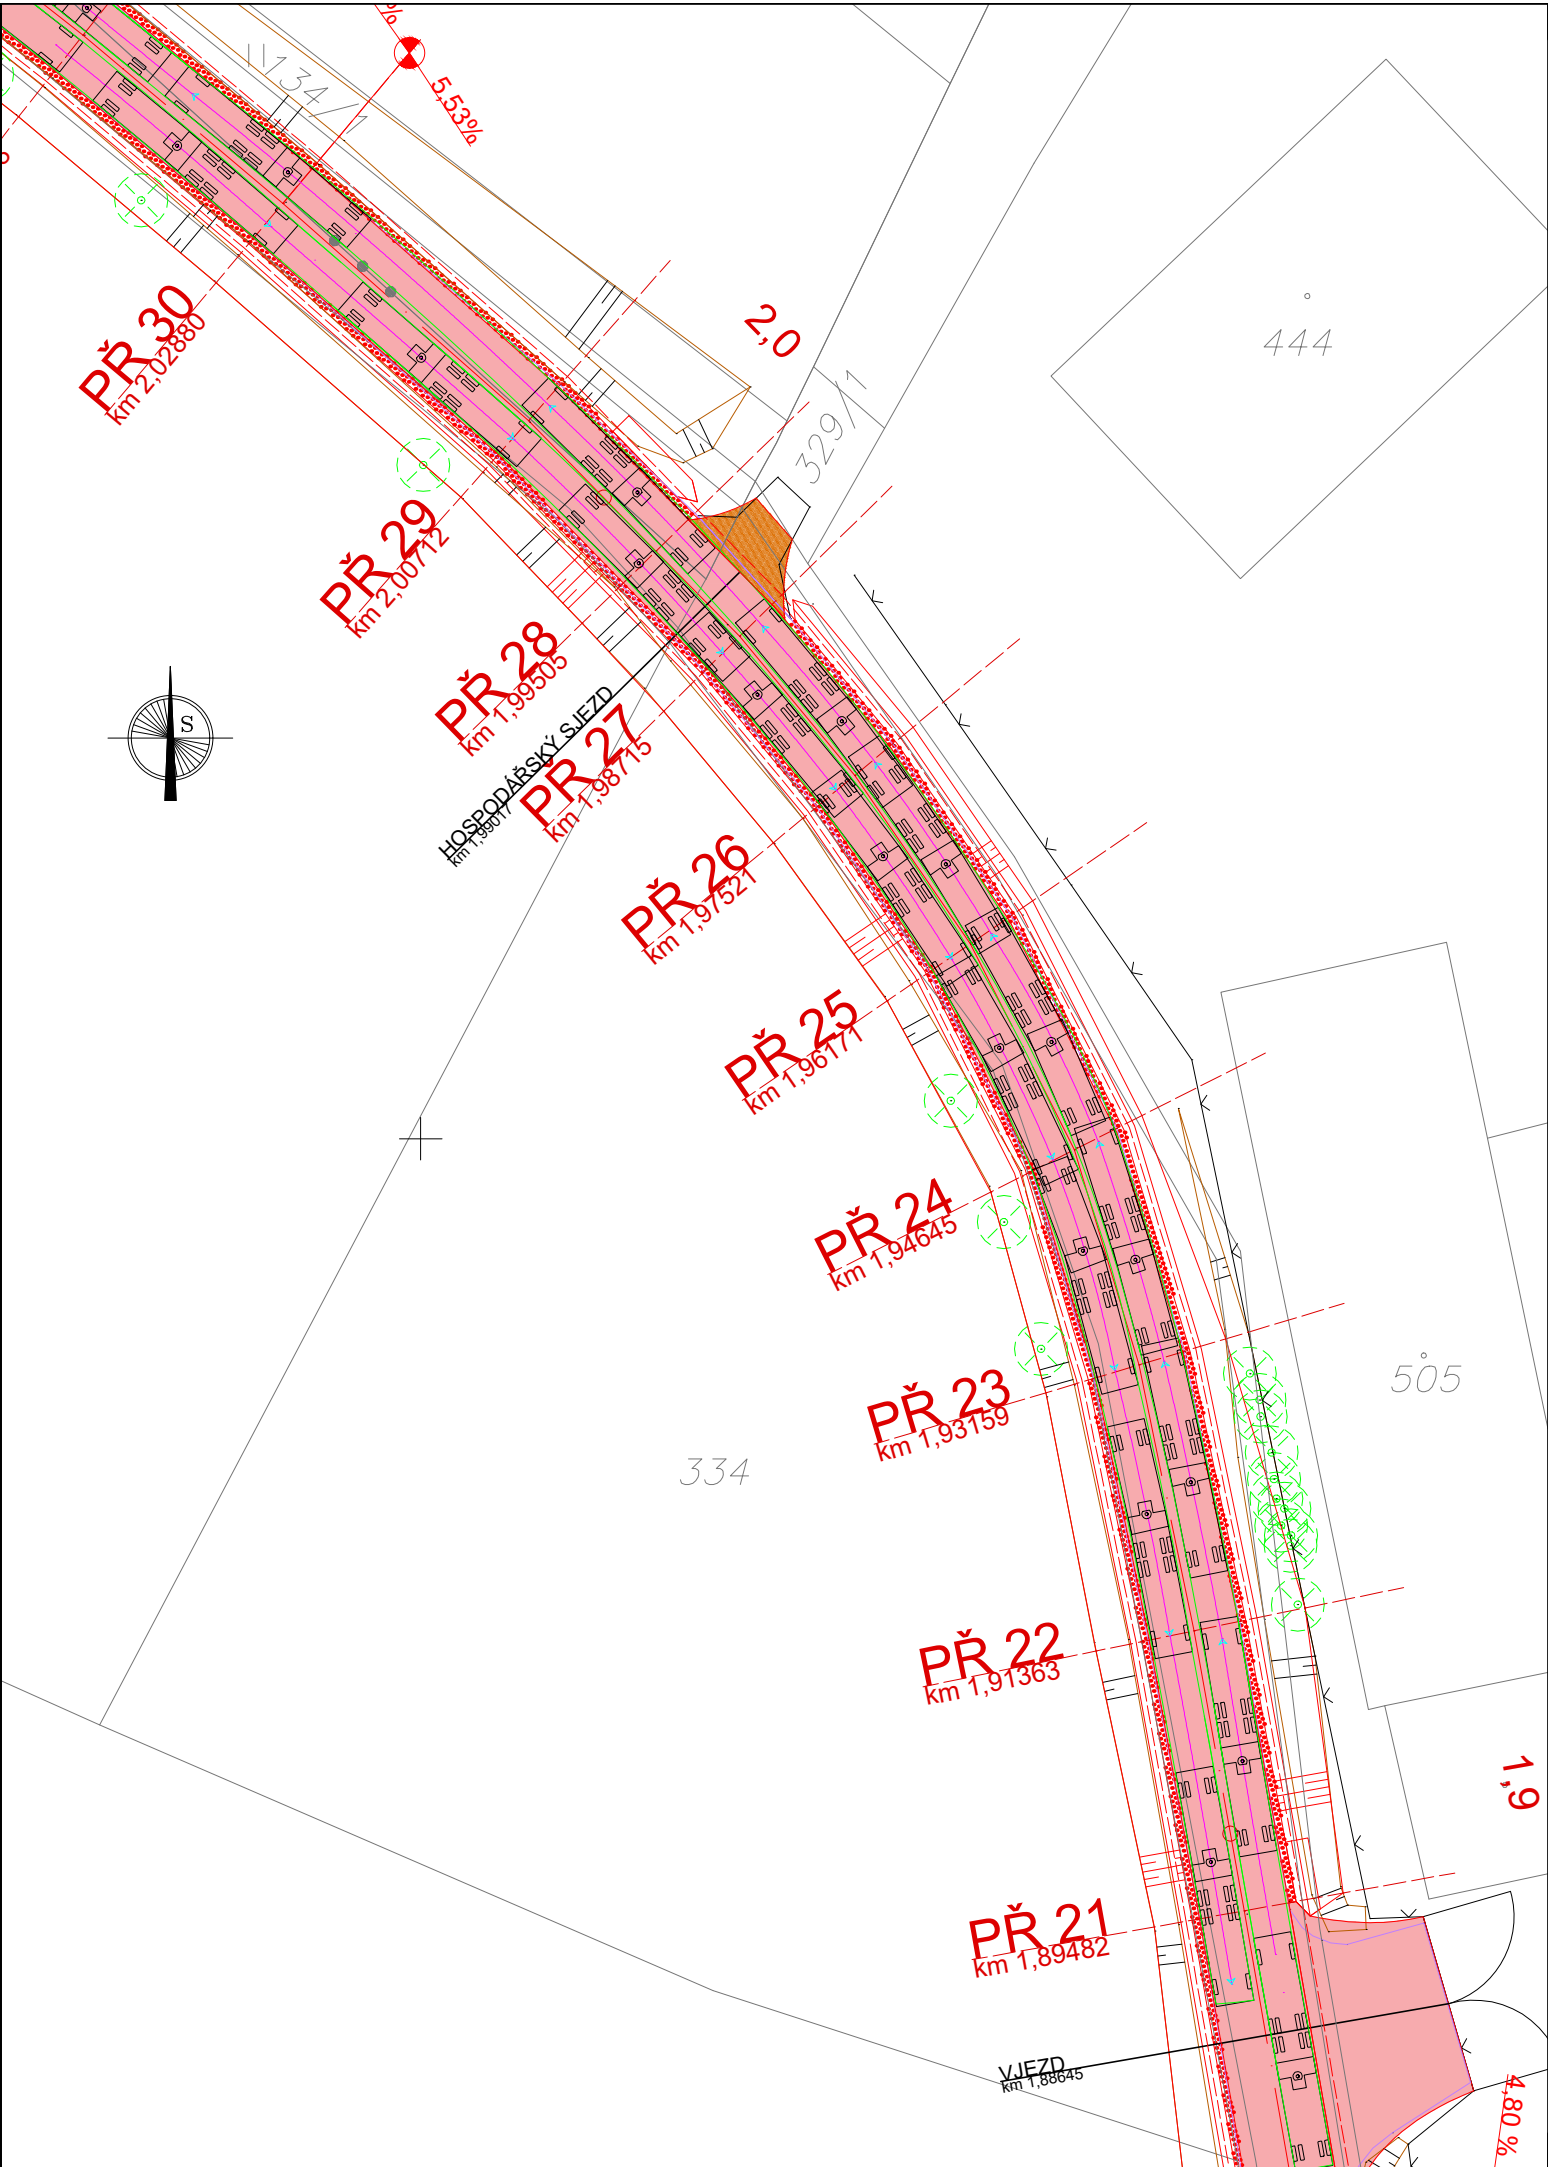 134/1
5,53%
PŘ 30
km 2,02880
2,0
444
329/1
PŘ 29
km 2,00712
PŘ 28
km 1,99505
S
HOSPODÁŘSKÝ SJEZD
km 1,99017
PŘ 27
km 1,98715
PŘ 26
km 1,97521
PŘ 25
km 1,96171
PŘ 24
km 1,94645
PŘ 23
km 1,93159
505
334
PŘ 22
km 1,91363
1,9
PŘ 21
km 1,89482
VJEZD
km 1,88645
4,80 %